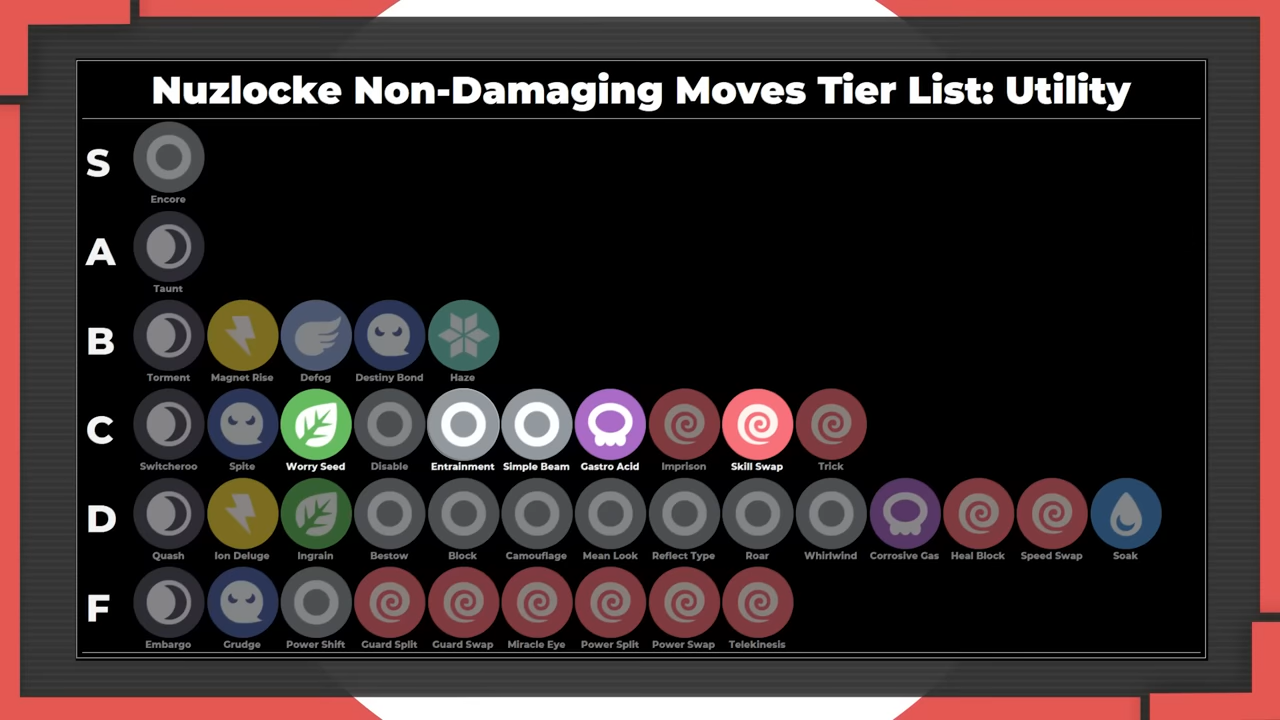 Nuzlocke Non-Damaging Moves Tier List: Utility
S
Encore
A
Taunt
B
Torment Magnet Rise Defog Destiny Bond Haze
C
Switcheroo Spite Worry Seed Disable Entrainment Simple Beam Gastro Acid Imprison Skill Swap Trick
D
Quash Ion Deluge Ingrain Bestow Block Camouflage Mean Look Reflect Type Roar Whirlwind Corrosive Gas Heal Block Speed Swap Soak
F
Embargo Grudge Power Shift Guard Split Guard Swap Miracle Eye Power Split Power Swap Telekinesis